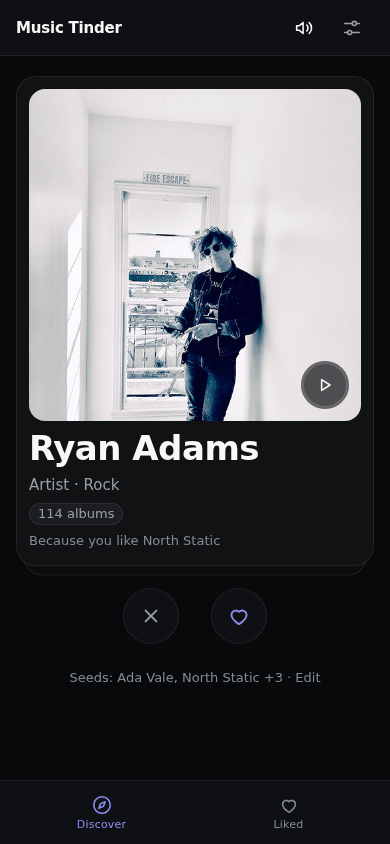 Music Tinder
FIRE ESCAPE
Ryan Adams
Artist · Rock
114 albums
Because you like North Static
Seeds: Ada Vale, North Static +3 · Edit
Discover
Liked